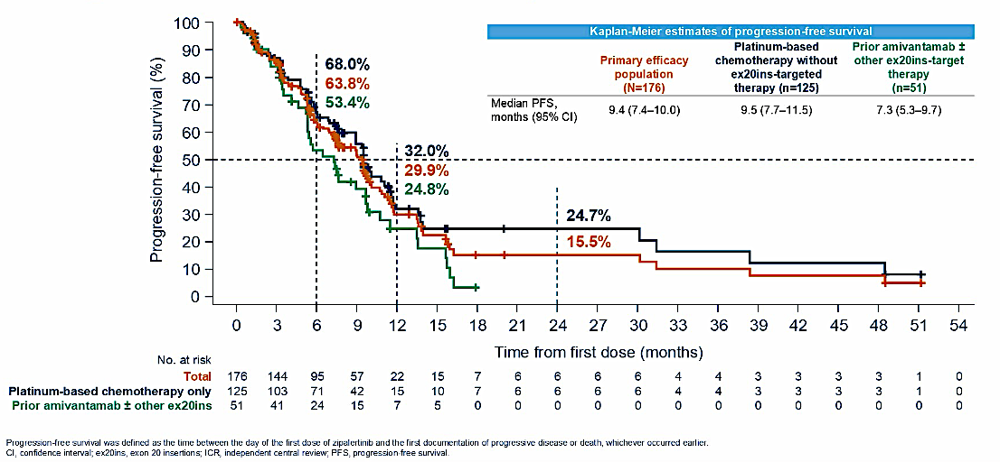 Kaplan-Meier estimates of progression-free survival
Primary efficacy population (N=176)
Platinum-based chemotherapy without ex20ins-targeted therapy (n=125)
Prior amivantamab ± other ex20ins-target therapy (n=51)
Median PFS, months (95% CI)
9.4 (7.4–10.0)
9.5 (7.7–11.5)
7.3 (5.3–9.7)
Progression-free survival (%)
100
90
80
70
60
50
40
30
20
10
0
68.0%
63.8%
53.4%
32.0%
29.9%
24.8%
24.7%
15.5%
0 3 6 9 12 15 18 21 24 27 30 33 36 39 42 45 48 51 54
Time from first dose (months)
No. at risk
Total 176 144 95 57 22 15 7 6 6 6 6 4 4 3 3 3 3 1 0
Platinum-based chemotherapy only 125 103 71 42 15 10 7 6 6 6 6 4 4 3 3 3 3 1 0
Prior amivantamab ± other ex20ins 51 41 24 15 7 5 0 0 0 0 0 0 0 0 0 0 0 0 0
Progression-free survival was defined as the time between the day of the first dose of zipalertinib and the first documentation of progressive disease or death, whichever occurred earlier.
CI, confidence interval; ex20ins, exon 20 insertions; ICR, independent central review; PFS, progression-free survival.